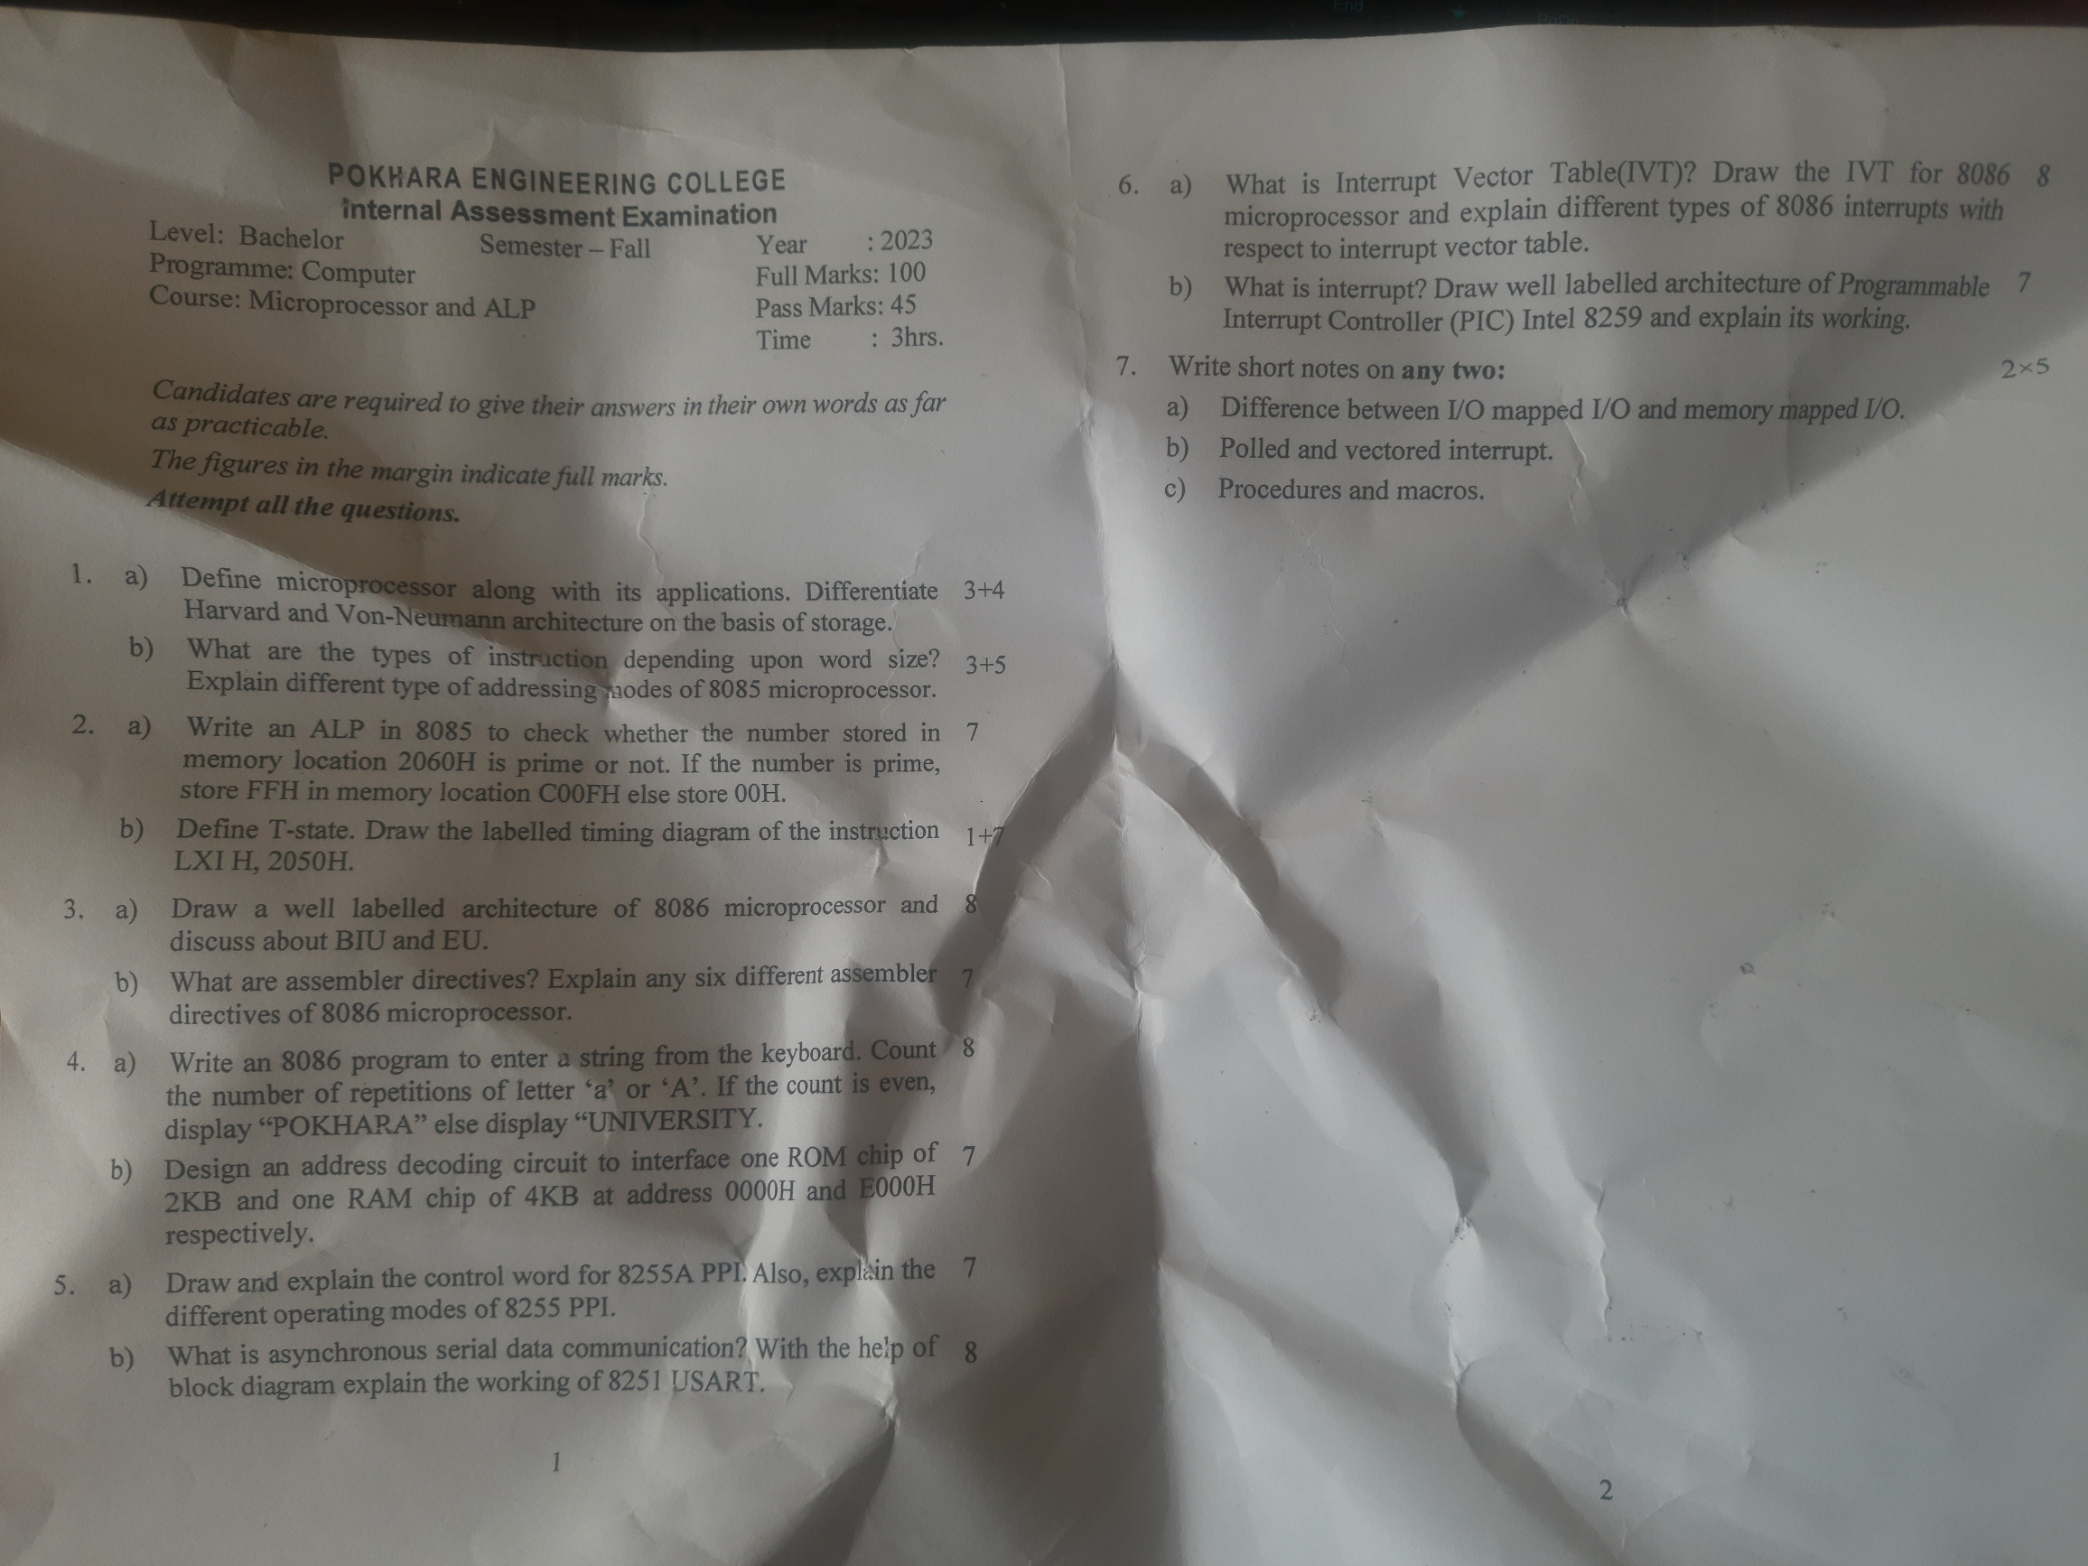 End
POKHARA ENGINEERING COLLEGE
Internal Assessment Examination
Level: Bachelor Semester – Fall Year : 2023
Programme: Computer Full Marks: 100
Course: Microprocessor and ALP Pass Marks: 45
Time : 3hrs.
Candidates are required to give their answers in their own words as far
as practicable.
The figures in the margin indicate full marks.
Attempt all the questions.
1. a) Define microprocessor along with its applications. Differentiate 3+4
Harvard and Von-Neumann architecture on the basis of storage.
b) What are the types of instruction depending upon word size? 3+5
Explain different type of addressing modes of 8085 microprocessor.
2. a) Write an ALP in 8085 to check whether the number stored in 7
memory location 2060H is prime or not. If the number is prime,
store FFH in memory location C00FH else store 00H.
b) Define T-state. Draw the labelled timing diagram of the instruction 1+7
LXI H, 2050H.
3. a) Draw a well labelled architecture of 8086 microprocessor and 8
discuss about BIU and EU.
b) What are assembler directives? Explain any six different assembler 7
directives of 8086 microprocessor.
4. a) Write an 8086 program to enter a string from the keyboard. Count 8
the number of repetitions of letter ‘a’ or ‘A’. If the count is even,
display “POKHARA” else display “UNIVERSITY.
b) Design an address decoding circuit to interface one ROM chip of 7
2KB and one RAM chip of 4KB at address 0000H and E000H
respectively.
5. a) Draw and explain the control word for 8255A PPI. Also, explain the 7
different operating modes of 8255 PPI.
b) What is asynchronous serial data communication? With the help of 8
block diagram explain the working of 8251 USART.
1
6. a) What is Interrupt Vector Table(IVT)? Draw the IVT for 8086 8
microprocessor and explain different types of 8086 interrupts with
respect to interrupt vector table.
b) What is interrupt? Draw well labelled architecture of Programmable 7
Interrupt Controller (PIC) Intel 8259 and explain its working.
7. Write short notes on any two: 2×5
a) Difference between I/O mapped I/O and memory mapped I/O.
b) Polled and vectored interrupt.
c) Procedures and macros.
2